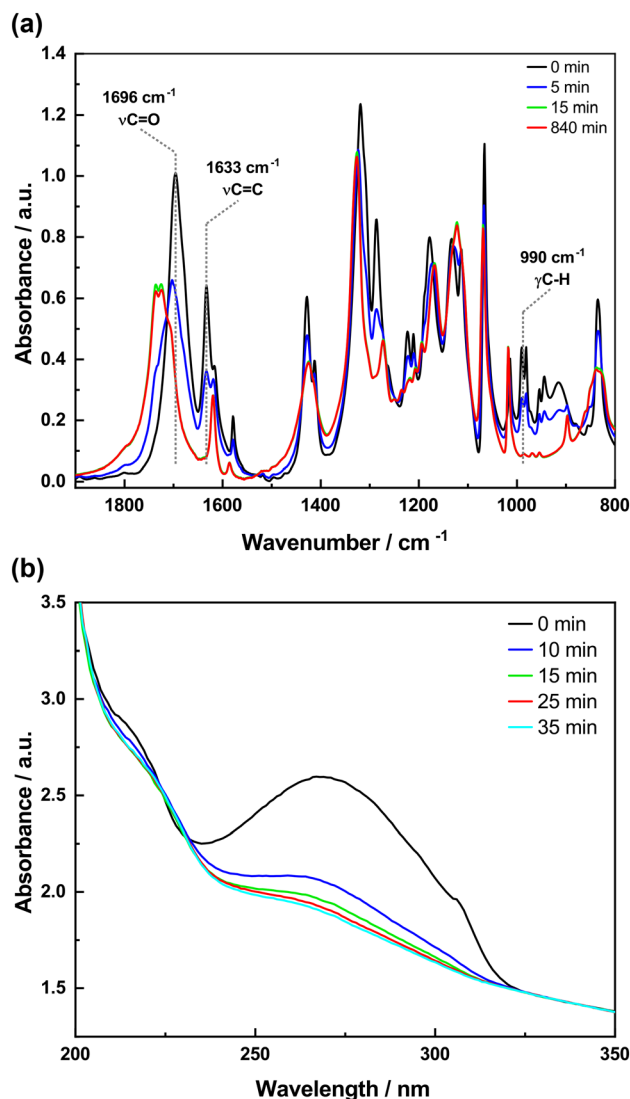 (a)
1.4
1.2
1.0
0.8
0.6
0.4
0.2
0.0
Absorbance / a.u.
1696 cm⁻¹
νC=O
1633 cm⁻¹
νC=C
990 cm⁻¹
γC-H
0 min
5 min
15 min
840 min
1800 1600 1400 1200 1000 800
Wavenumber / cm ⁻¹
(b)
3.5
3.0
2.5
2.0
1.5
Absorbance / a.u.
0 min
10 min
15 min
25 min
35 min
200 250 300 350
Wavelength / nm